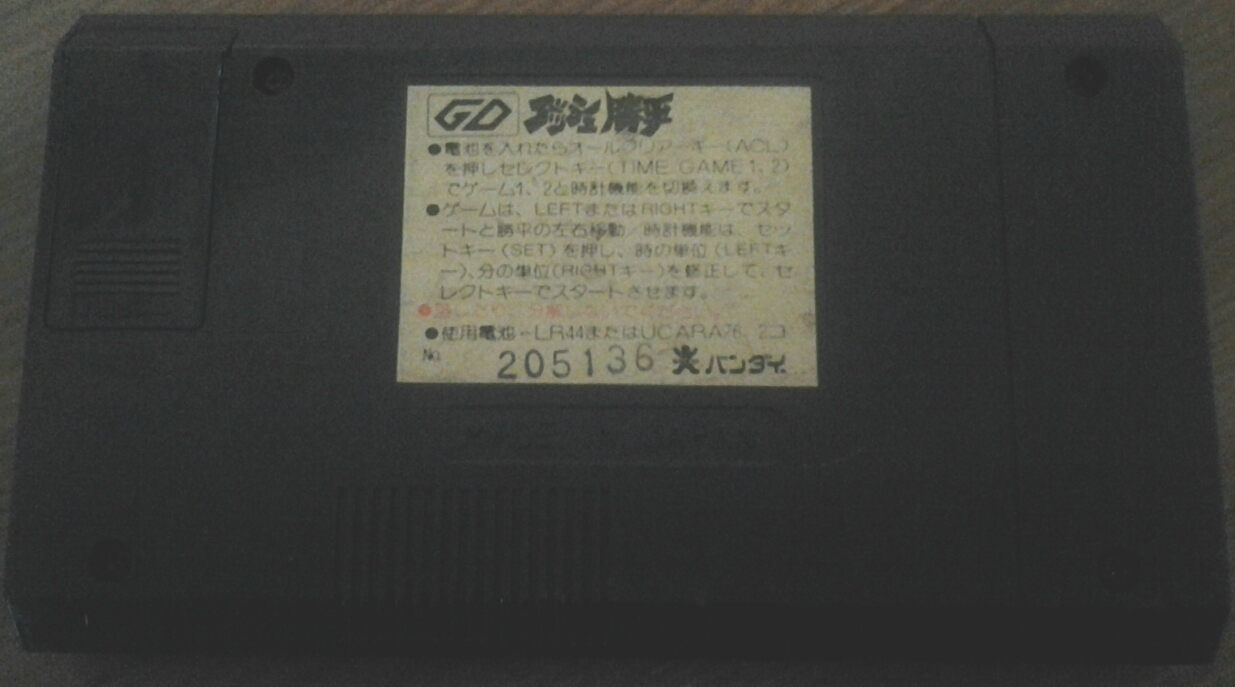 GD ゴッシェ勝平
●電池を入れたらオールクリアーキー(ACL)
を押しセレクトキー(TIME/GAME1, 2)
でゲーム1、2と時計機能を切換えます。
●ゲームは、LEFTまたはRIGHTキーでスタ
ートと勝平の左右移動/時計機能は、セッ
トキー(SET)を押し、時の単位(LEFTキ
ー)、分の単位(RIGHTキー)を修正して、セ
レクトキーでスタートさせます。
●使用電池-LR44またはUCARA76、2コ
No. 205136 バンダイ